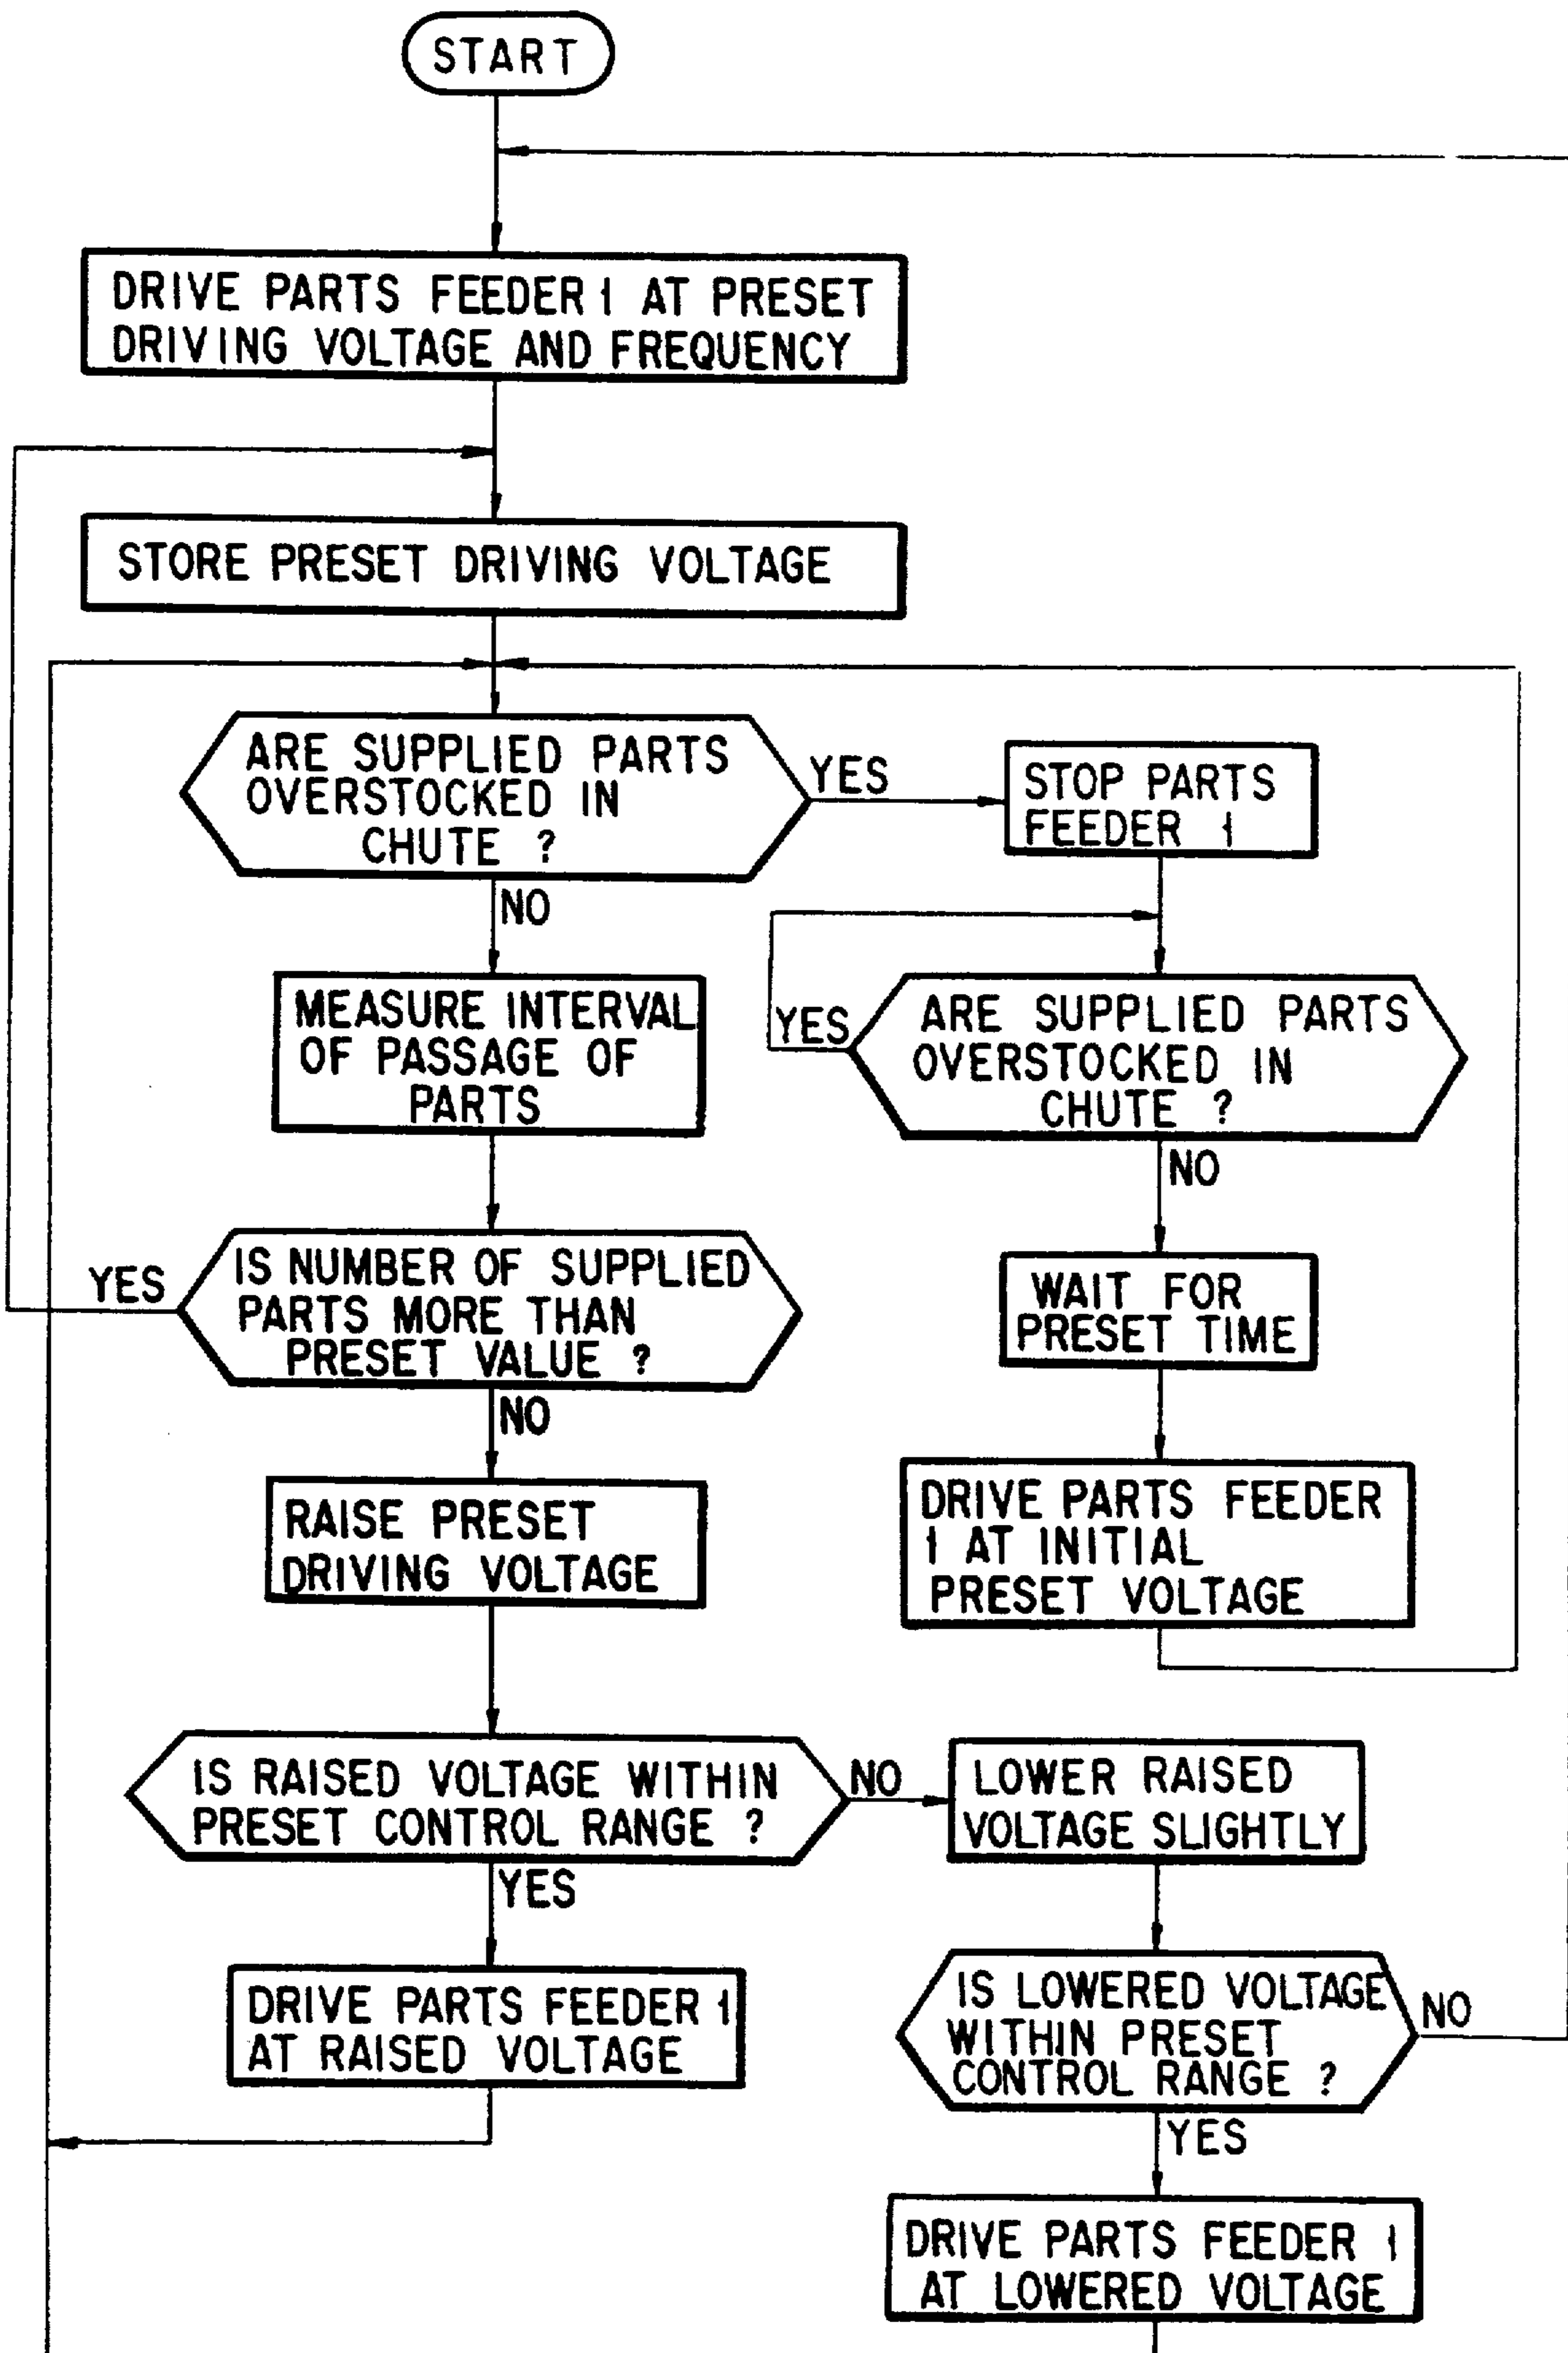 START
DRIVE PARTS FEEDER 1 AT PRESET
DRIVING VOLTAGE AND FREQUENCY
STORE PRESET DRIVING VOLTAGE
ARE SUPPLIED PARTS
OVERSTOCKED IN
CHUTE ?
YES
STOP PARTS
FEEDER 1
NO
MEASURE INTERVAL
OF PASSAGE OF
PARTS
YES
ARE SUPPLIED PARTS
OVERSTOCKED IN
CHUTE ?
NO
YES
IS NUMBER OF SUPPLIED
PARTS MORE THAN
PRESET VALUE ?
WAIT FOR
PRESET TIME
NO
RAISE PRESET
DRIVING VOLTAGE
DRIVE PARTS FEEDER
1 AT INITIAL
PRESET VOLTAGE
IS RAISED VOLTAGE WITHIN
PRESET CONTROL RANGE ?
NO
LOWER RAISED
VOLTAGE SLIGHTLY
YES
DRIVE PARTS FEEDER 1
AT RAISED VOLTAGE
IS LOWERED VOLTAGE
WITHIN PRESET
CONTROL RANGE ?
NO
YES
DRIVE PARTS FEEDER 1
AT LOWERED VOLTAGE